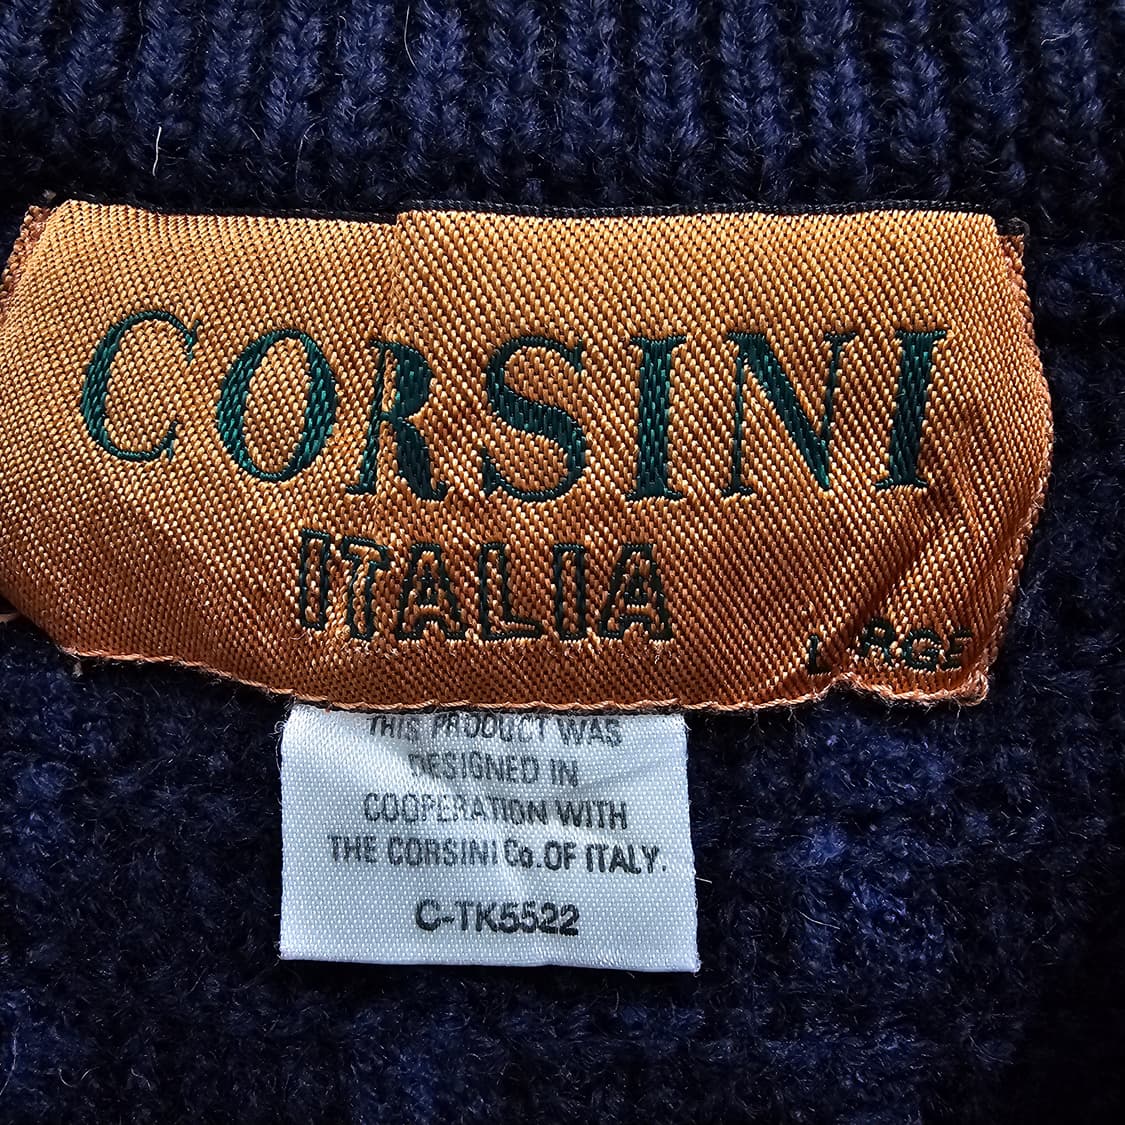 CORSINI
ITALIA
LARGE
THIS PRODUCT WAS
DESIGNED IN
COOPERATION WITH
THE CORSINI Co. OF ITALY.
C-TK5522